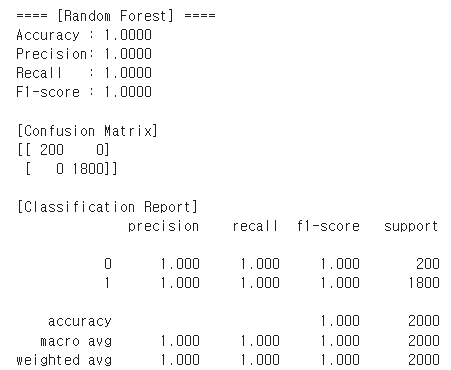 ==== [Random Forest] ====
Accuracy : 1.0000
Precision: 1.0000
Recall   : 1.0000
F1-score : 1.0000

[Confusion Matrix]
[[ 200    0]
 [   0 1800]]

[Classification Report]
              precision    recall  f1-score   support

           0      1.000     1.000     1.000       200
           1      1.000     1.000     1.000      1800

    accuracy                          1.000      2000
   macro avg      1.000     1.000     1.000      2000
weighted avg      1.000     1.000     1.000      2000